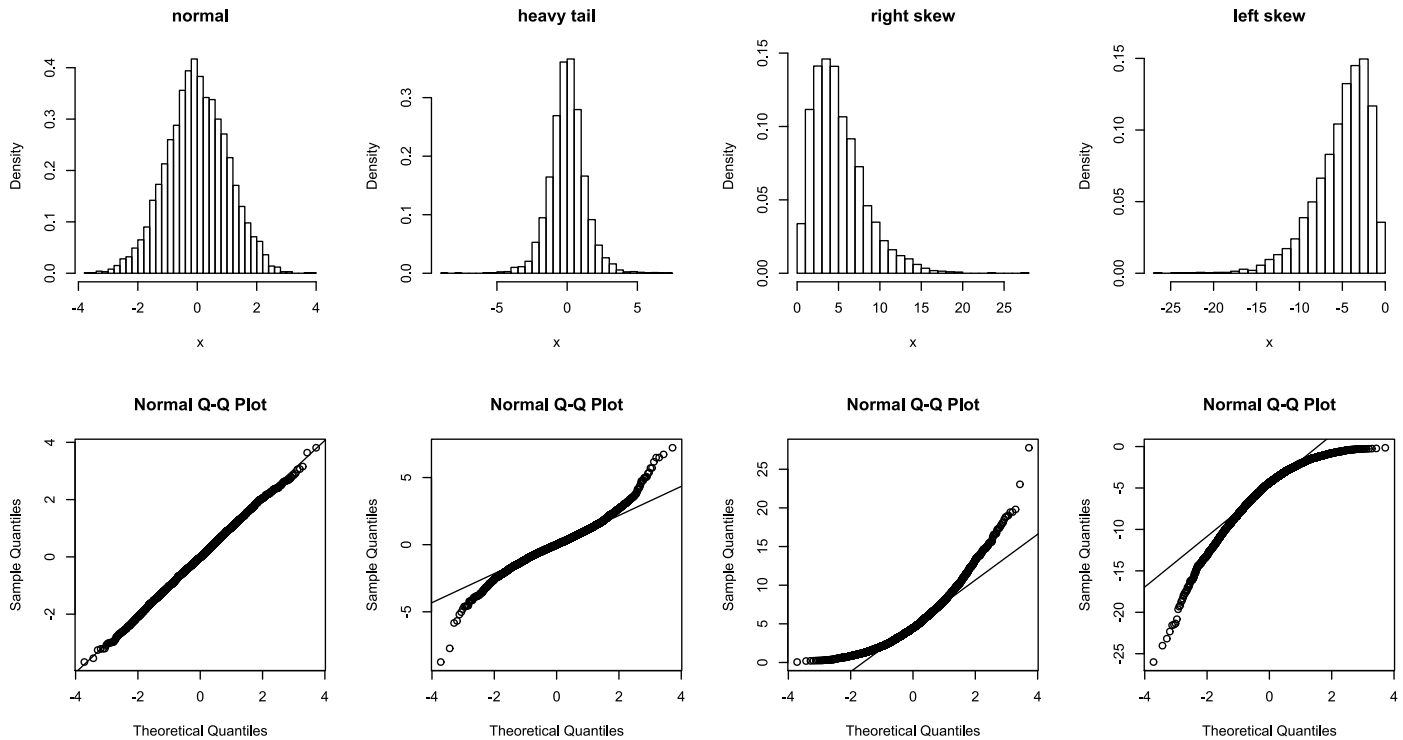 normal
heavy tail
right skew
left skew
Density
0.0 0.1 0.2 0.3 0.4
-4 -2 0 2 4
x
Density
0.0 0.1 0.2 0.3
-5 0 5
x
Density
0.00 0.05 0.10 0.15
0 5 10 15 20 25
x
Density
0.00 0.05 0.10 0.15
-25 -20 -15 -10 -5 0
x
Normal Q-Q Plot
Sample Quantiles
-2 0 2 4
-4 -2 0 2 4
Theoretical Quantiles
Normal Q-Q Plot
Sample Quantiles
-5 0 5
-4 -2 0 2 4
Theoretical Quantiles
Normal Q-Q Plot
Sample Quantiles
0 5 10 15 20 25
-4 -2 0 2 4
Theoretical Quantiles
Normal Q-Q Plot
Sample Quantiles
-25 -20 -15 -10 -5 0
-4 -2 0 2 4
Theoretical Quantiles